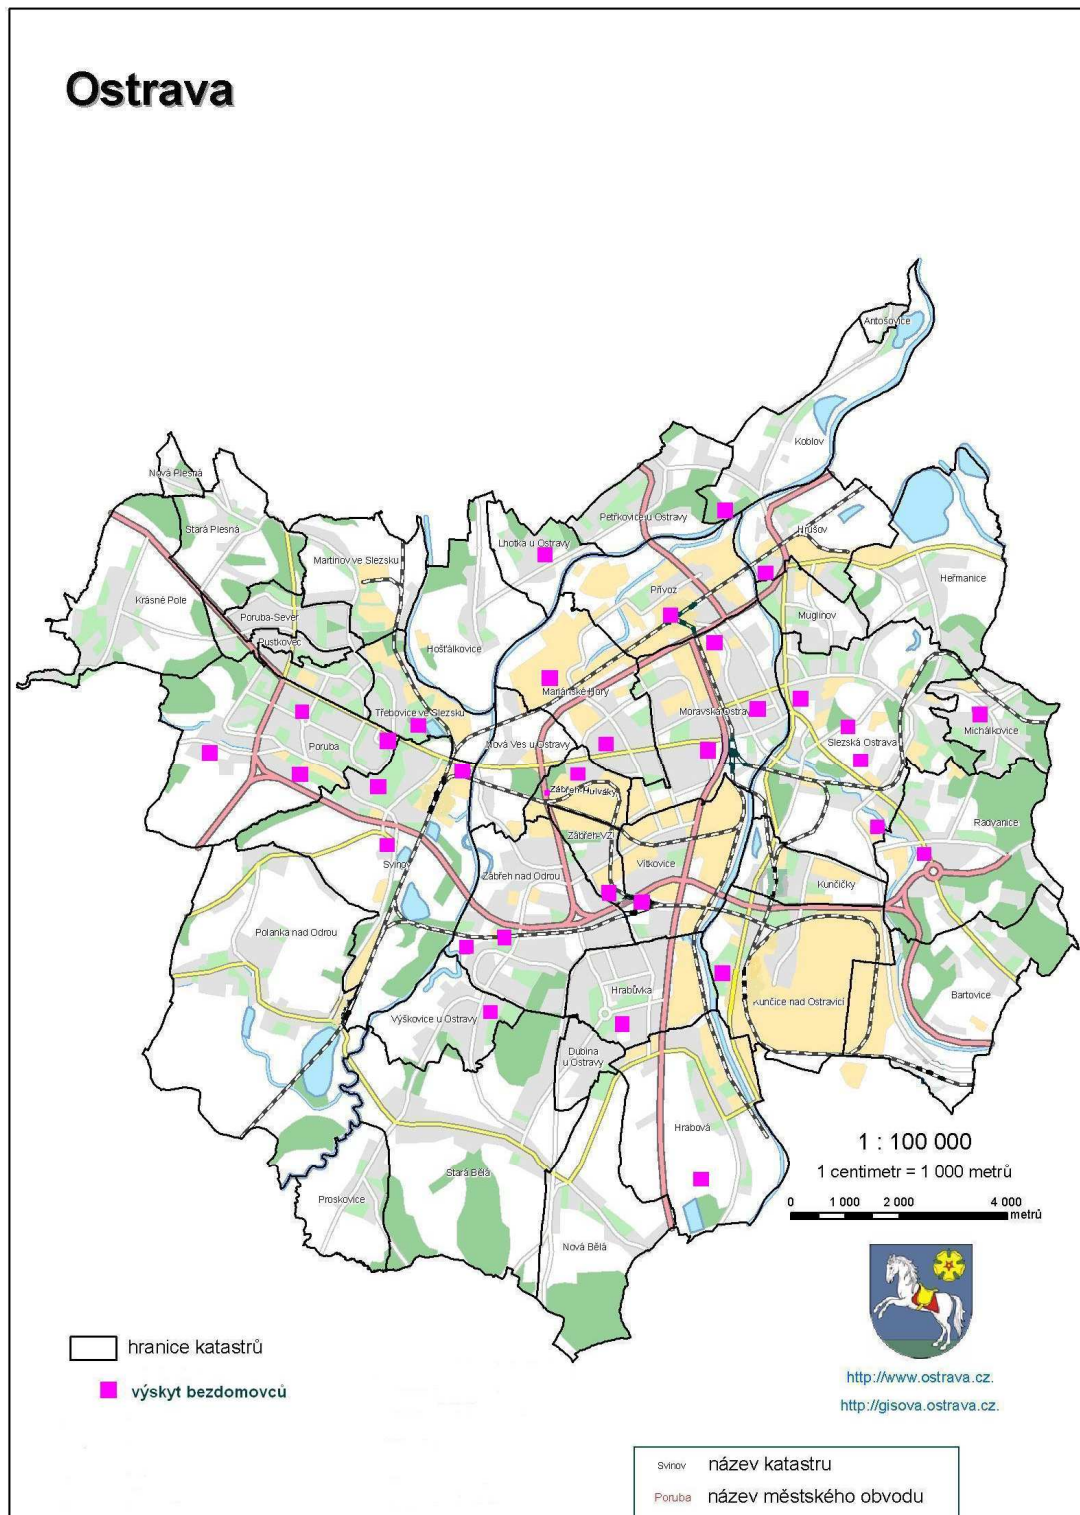 Ostrava
Antošovice
Koblov
Nová Plesná
Stará Plesná
Petřkovice u Ostravy
Hrušov
Lhotka u Ostravy
Martinov ve Slezsku
Heřmanice
Přívoz
Krásné Pole
Poruba-Sever
Muglinov
Pustkovec
Hošťálkovice
Mariánské Hory
Třebovice ve Slezsku
Moravská Ostrava
Michálkovice
Poruba
Nová Ves u Ostravy
Slezská Ostrava
Zábřeh-Hulváky
Radvanice
Zábřeh-VŽ
Svinov
Vítkovice
Zábřeh nad Odrou
Kunčičky
Polanka nad Odrou
Hrabůvka
Kunčice nad Ostravicí
Bartovice
Výškovice u Ostravy
Dubina
u Ostravy
Hrabová
Stará Bělá
Proskovice
Nová Bělá
1 : 100 000
1 centimetr = 1 000 metrů
0 1 000 2 000 4 000
metrů
hranice katastrů
výskyt bezdomovců
http://www.ostrava.cz.
http://gisova.ostrava.cz.
Svinov název katastru
Poruba název městského obvodu